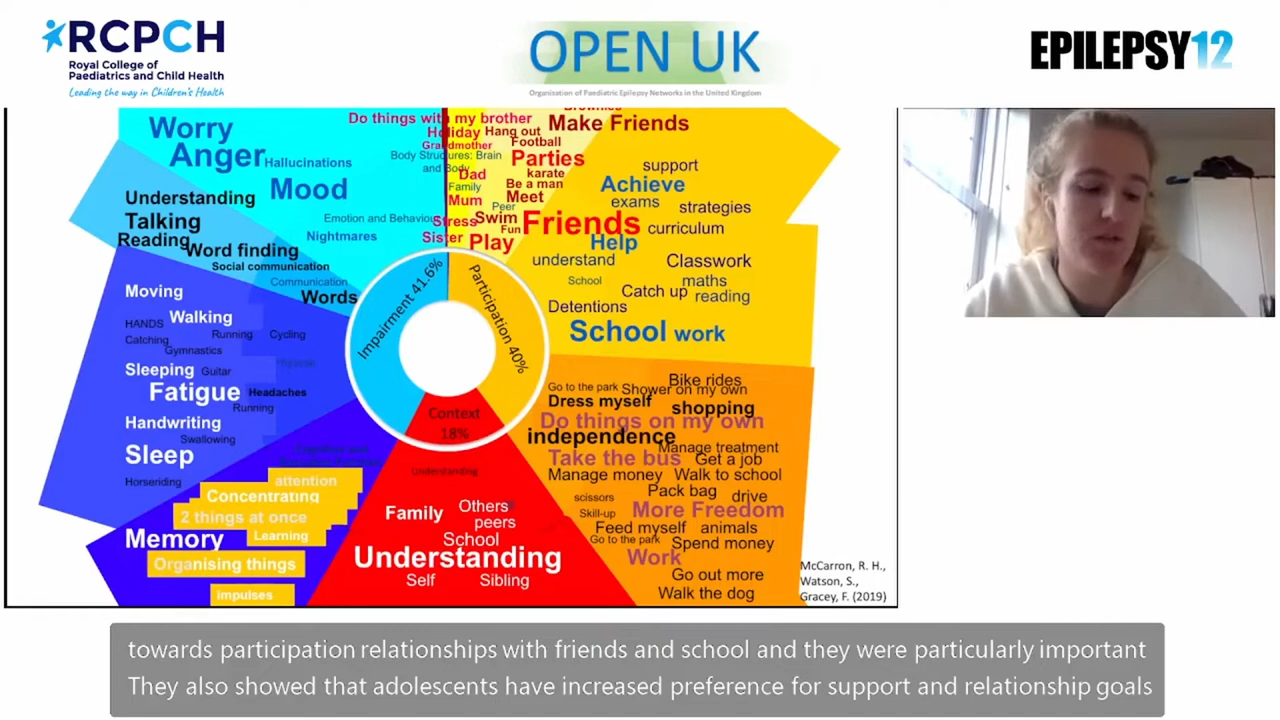 RCPCH
Royal College of
Paediatrics and Child Health
Leading the way in Children's Health
OPEN UK
Organisation of Paediatric Epilepsy Networks in the United Kingdom
EPILEPSY12
Worry
Anger
Hallucinations
Mood
Emotion and Behaviour
Nightmares
Understanding
Talking
Reading
Word finding
Social communication
Communication
Words
Moving
Walking
HANDS
Running
Cycling
Catching
Gymnastics
Physical
Sleeping
Guitar
Fatigue
Headaches
Running
Handwriting
Swallowing
Sleep
Horseriding
attention
Concentrating
2 things at once
Memory
Learning
Organising things
impulses
Do things with my brother
Holiday
Hang out
Grandmother
Football
Body Structures: Brain
and Body
Parties
Dad
karate
Family
Be a man
Mum
Meet
Peer
Stress
Swim
Fun
Friends
Sister
Play
Brownies
Make Friends
support
Achieve
exams
strategies
curriculum
Help
understand
Classwork
School
maths
Catch up
reading
Detentions
School work
Impairment 41.6%
Participation 40%
Context
18%
Bike rides
Go to the park
Shower on my own
Dress myself
shopping
Do things on my own
independence
Manage treatment
Take the bus
Get a job
Manage money
Walk to school
Pack bag
scissors
drive
Skill-up
More Freedom
Feed myself
animals
Go to the park
Spend money
Work
Go out more
Walk the dog
Understanding
Family
Others
peers
School
Understanding
Self
Sibling
McCarron, R. H.,
Watson, S.,
Gracey, F. (2019)
towards participation relationships with friends and school and they were particularly important
They also showed that adolescents have increased preference for support and relationship goals